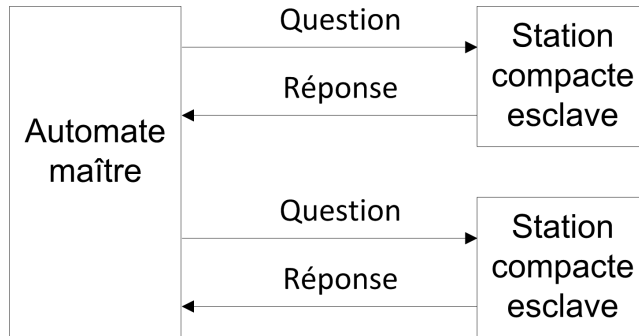 Automate
maître
Question
Réponse
Station
compacte
esclave
Question
Réponse
Station
compacte
esclave